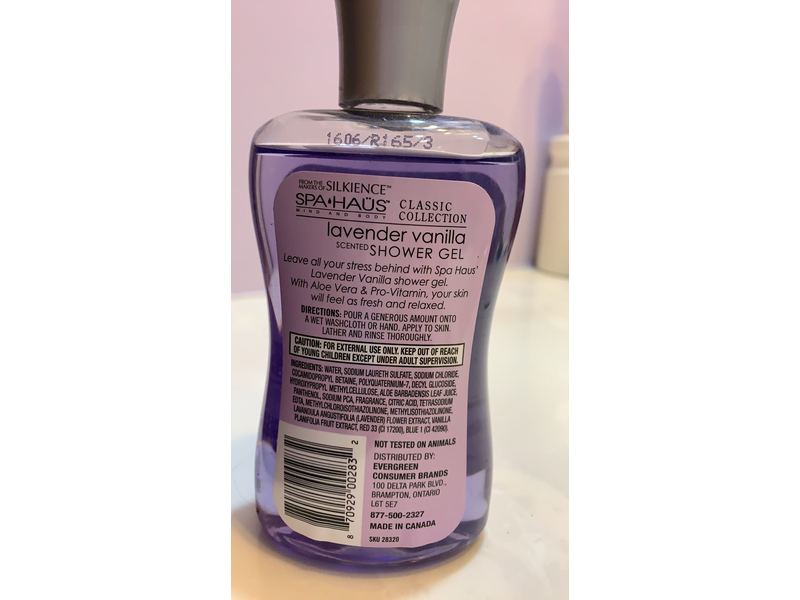 1606/R165/3
FROM THE MAKERS OF SILKIENCE™
SPA•HAÜS™ CLASSIC
MIND AND BODY COLLECTION
lavender vanilla
SCENTED SHOWER GEL
Leave all your stress behind with Spa Haus'
Lavender Vanilla shower gel.
With Aloe Vera & Pro-Vitamin, your skin
will feel as fresh and relaxed.
DIRECTIONS: POUR A GENEROUS AMOUNT ONTO
A WET WASHCLOTH OR HAND. APPLY TO SKIN.
LATHER AND RINSE THOROUGHLY.
CAUTION: FOR EXTERNAL USE ONLY. KEEP OUT OF REACH
OF YOUNG CHILDREN EXCEPT UNDER ADULT SUPERVISION.
INGREDIENTS: WATER, SODIUM LAURETH SULFATE, SODIUM CHLORIDE,
COCAMIDOPROPYL BETAINE, POLYQUATERNIUM-7, DECYL GLUCOSIDE,
HYDROXYPROPYL METHYLCELLULOSE, ALOE BARBADENSIS LEAF JUICE,
PANTHENOL, SODIUM PCA, FRAGRANCE, CITRIC ACID, TETRASODIUM
EDTA, METHYLCHLOROISOTHIAZOLINONE, METHYLISOTHIAZOLINONE,
LAVANDULA ANGUSTIFOLIA (LAVENDER) FLOWER EXTRACT, VANILLA
PLANIFOLIA FRUIT EXTRACT, RED 33 (CI 17200), BLUE 1 (CI 42090).
8 70929 00283 2
NOT TESTED ON ANIMALS
DISTRIBUTED BY:
EVERGREEN
CONSUMER BRANDS
100 DELTA PARK BLVD.,
BRAMPTON, ONTARIO
L6T 5E7
877-500-2327
MADE IN CANADA
SKU 28320